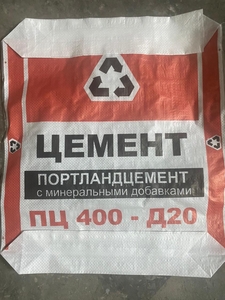 ЦЕМЕНТ
ПОРТЛАНДЦЕМЕНТ
с минеральными добавками
ПЦ 400 - Д20